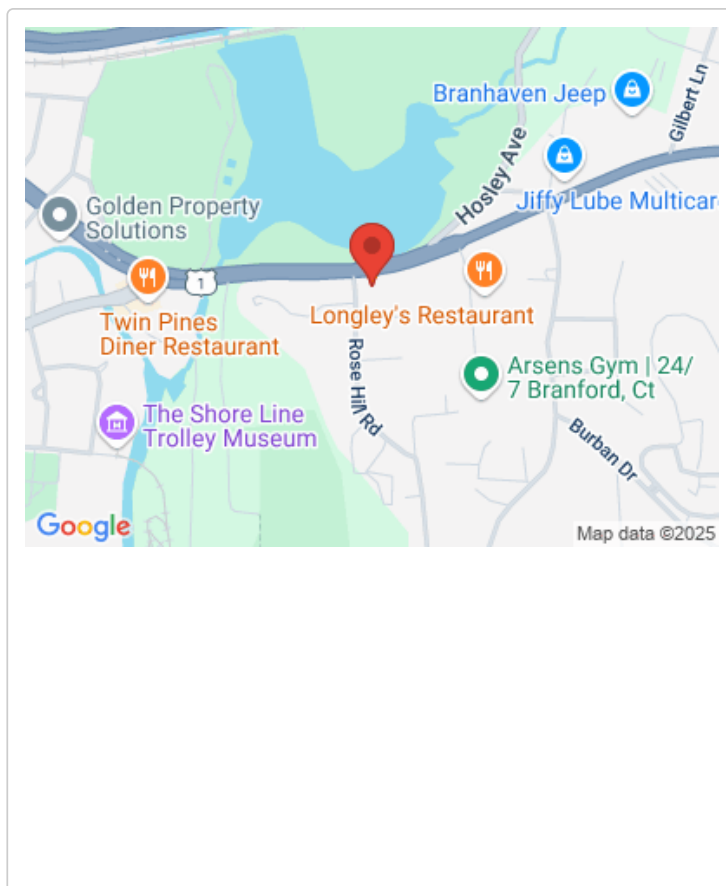 Branhaven Jeep
Gilbert Ln
Hosley Ave
Jiffy Lube Multicar
Golden Property
Solutions
1
Longley's Restaurant
Twin Pines
Diner Restaurant
Rose Hill Rd
Arsens Gym | 24/
7 Branford, Ct
The Shore Line
Trolley Museum
Burban Dr
Google
Map data ©2025